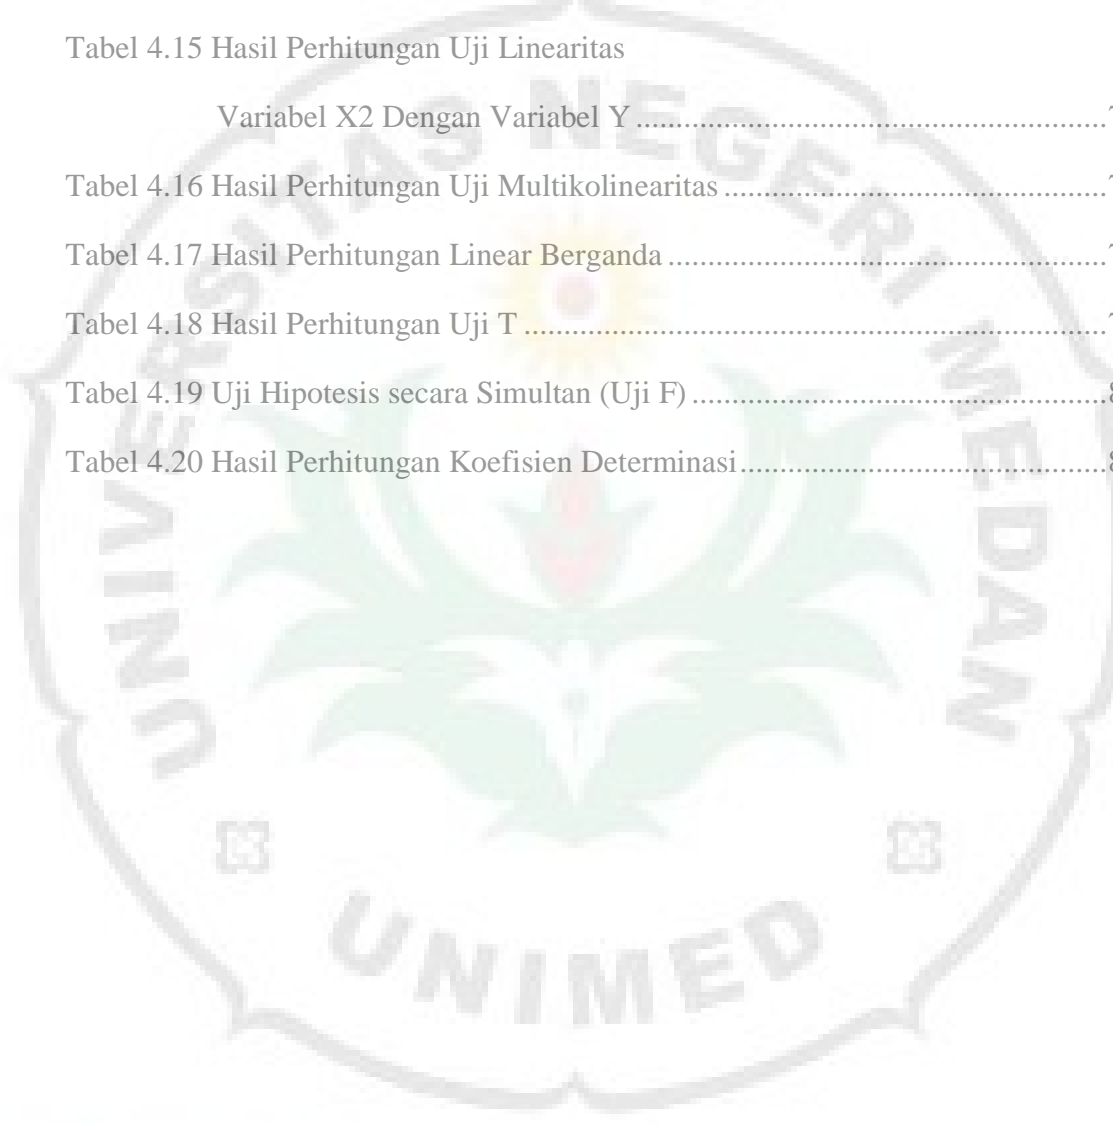 Tabel 4.15 Hasil Perhitungan Uji Linearitas
Variabel X2 Dengan Variabel Y ............................................................
Tabel 4.16 Hasil Perhitungan Uji Multikolinearitas ................................................
Tabel 4.17 Hasil Perhitungan Linear Berganda .......................................................
Tabel 4.18 Hasil Perhitungan Uji T .........................................................................
Tabel 4.19 Uji Hipotesis secara Simultan (Uji F) ....................................................8
Tabel 4.20 Hasil Perhitungan Koefisien Determinasi..............................................8
UNIVERSITAS NEGERI MEDAN
UNIMED